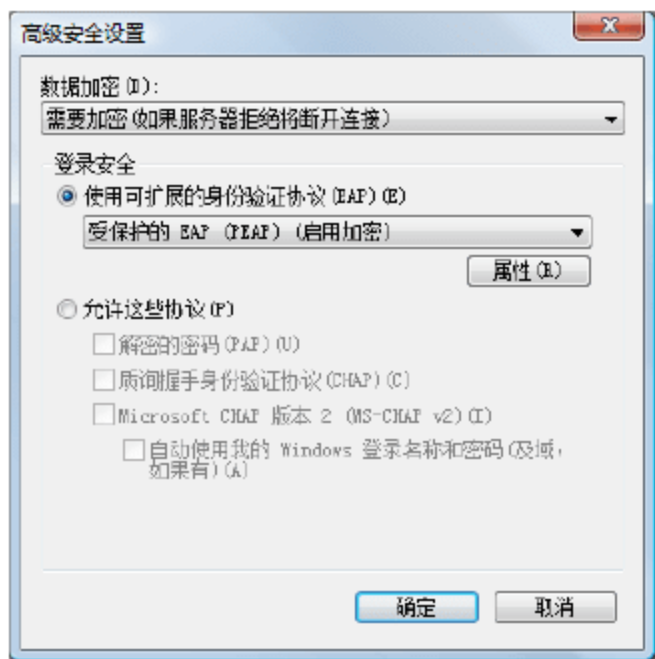 高级安全设置
数据加密(D):
需要加密(如果服务器拒绝将断开连接)
登录安全
使用可扩展的身份验证协议(EAP)(E)
受保护的 EAP (PEAP) (启用加密)
属性(R)
允许这些协议(P)
解密的密码(PAP)(U)
质询握手身份验证协议(CHAP)(C)
Microsoft CHAP 版本 2 (MS-CHAP v2)(I)
自动使用我的 Windows 登录名称和密码(及域，
如果有)(A)
确定
取消